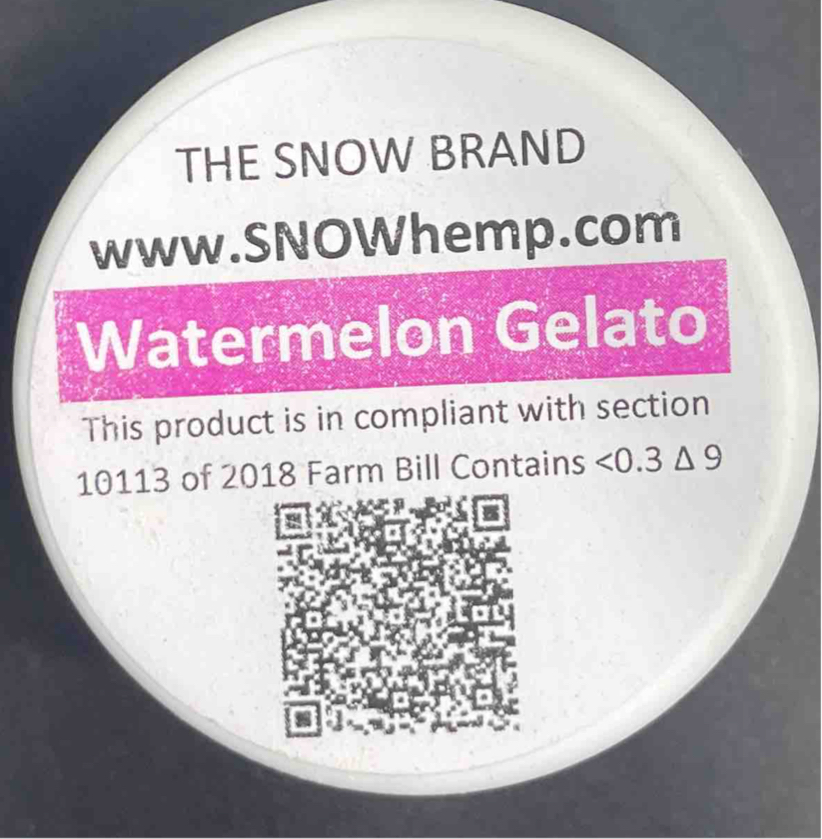 THE SNOW BRAND
www.SNOWhemp.com
Watermelon Gelato
This product is in compliant with section
10113 of 2018 Farm Bill Contains <0.3 Δ 9